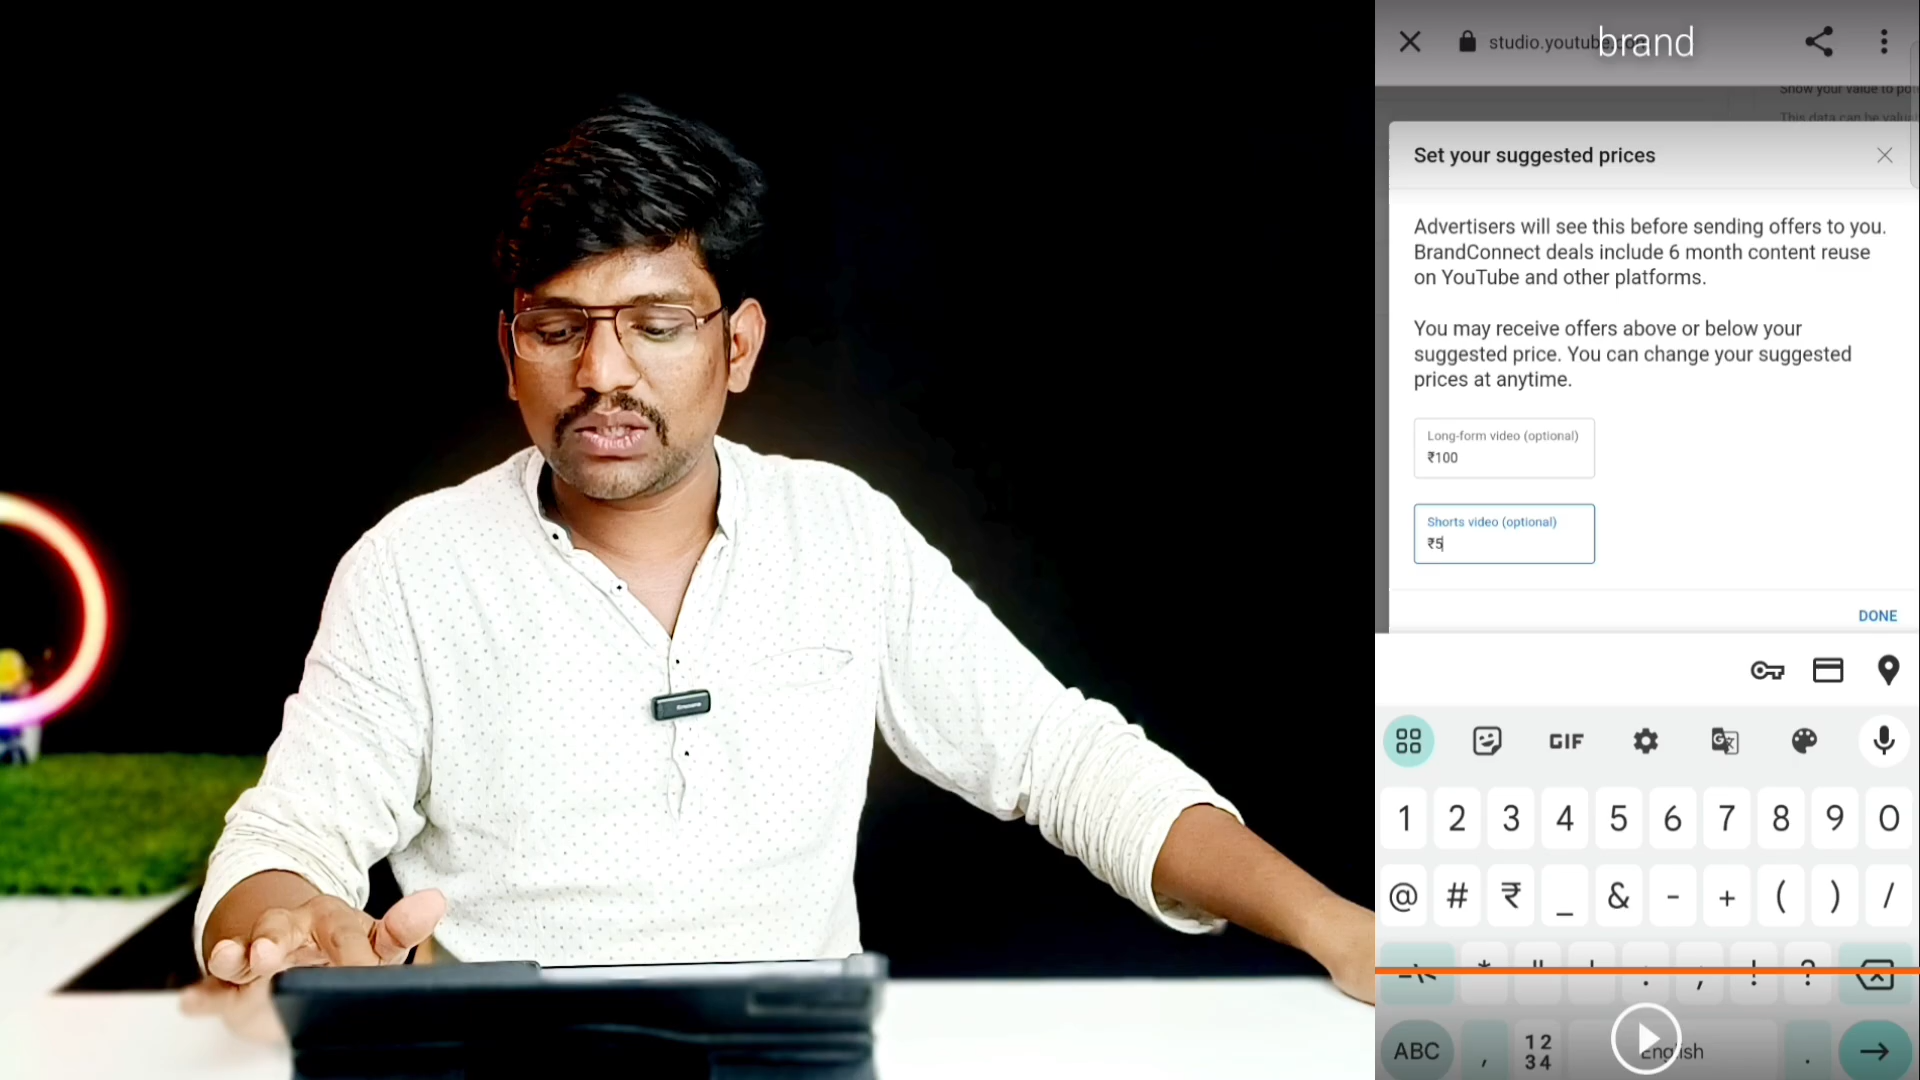 studio.youtube
brand
Show your value to po
This data can be valu
Set your suggested prices
Advertisers will see this before sending offers to you.
BrandConnect deals include 6 month content reuse
on YouTube and other platforms.
You may receive offers above or below your
suggested price. You can change your suggested
prices at anytime.
Long-form video (optional)
₹100
Shorts video (optional)
₹5
DONE
GIF
1 2 3 4 5 6 7 8 9 0
@ # ₹ _ & - + ( ) /
* " ' : ; ! ?
ABC , 12 34 English .